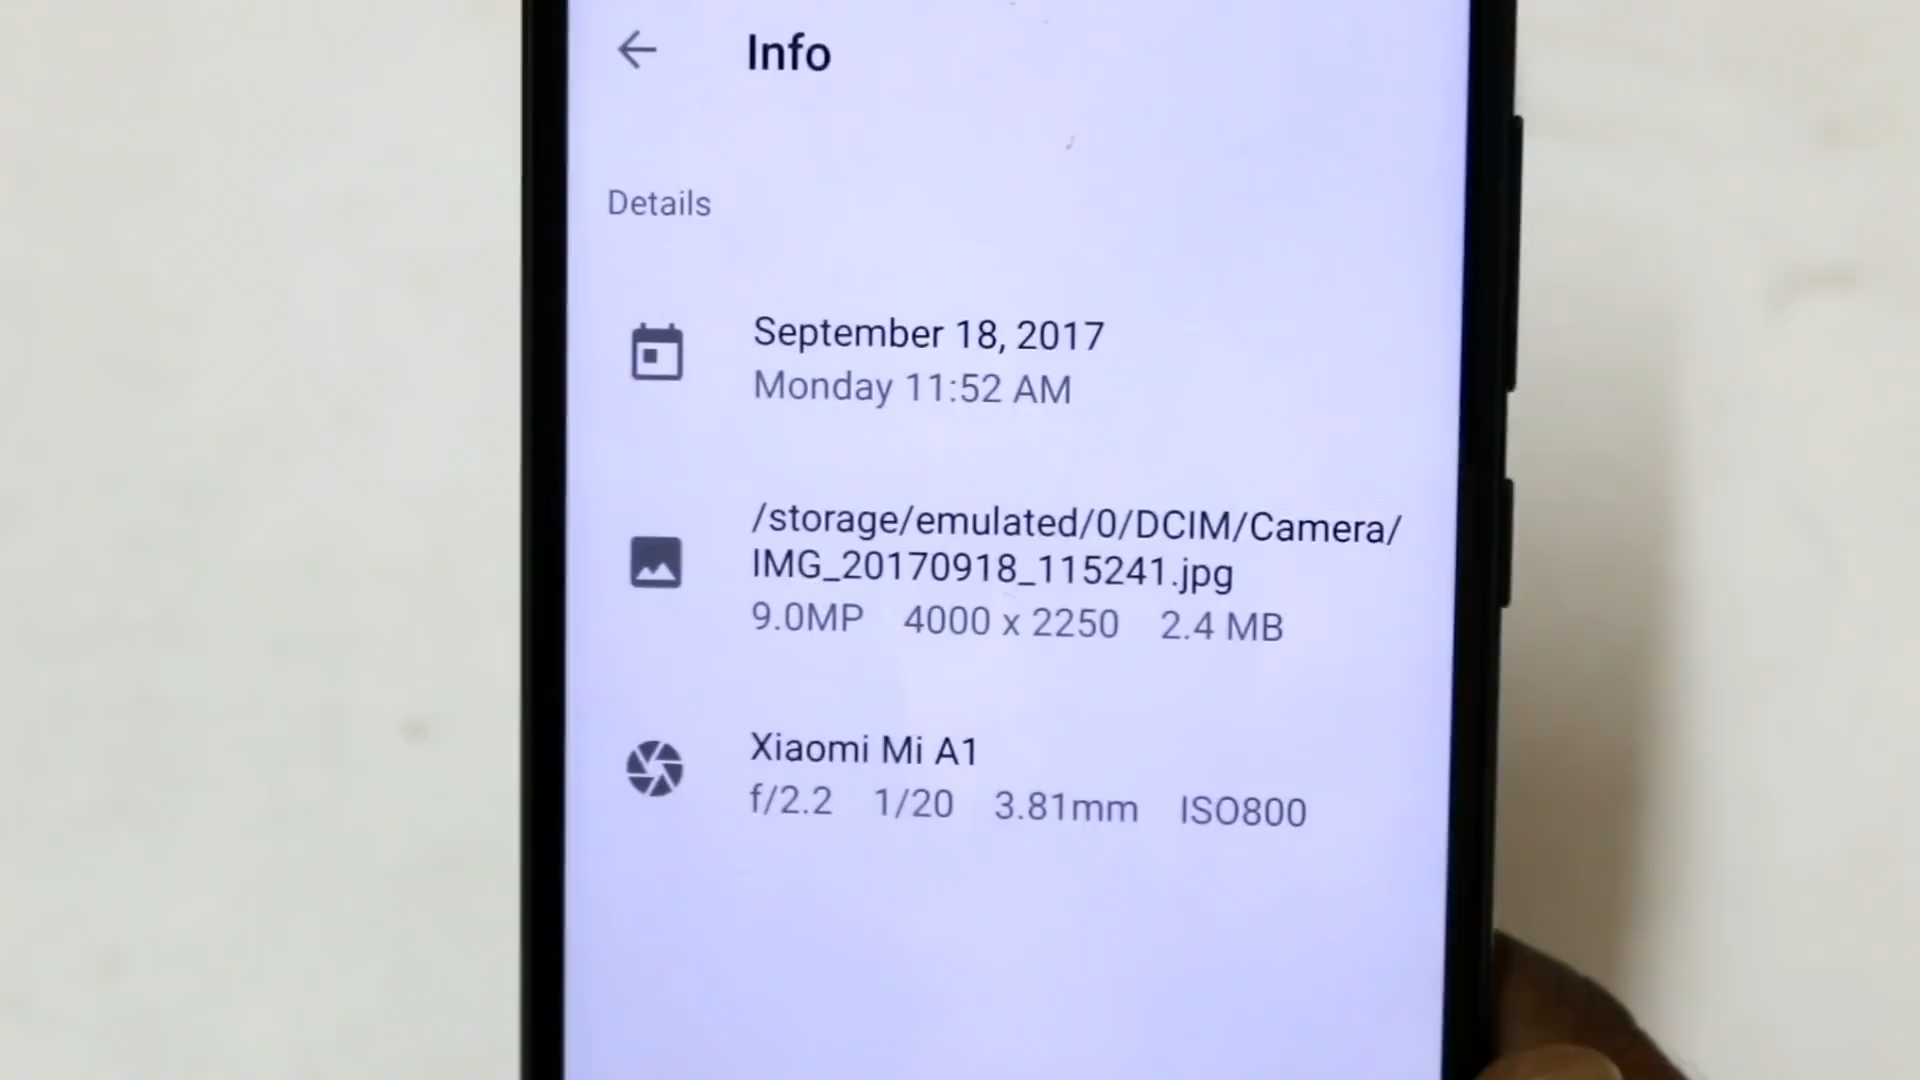 Info
Details
September 18, 2017
Monday 11:52 AM
/storage/emulated/0/DCIM/Camera/
IMG_20170918_115241.jpg
9.0MP 4000 x 2250 2.4 MB
Xiaomi Mi A1
f/2.2 1/20 3.81mm ISO800